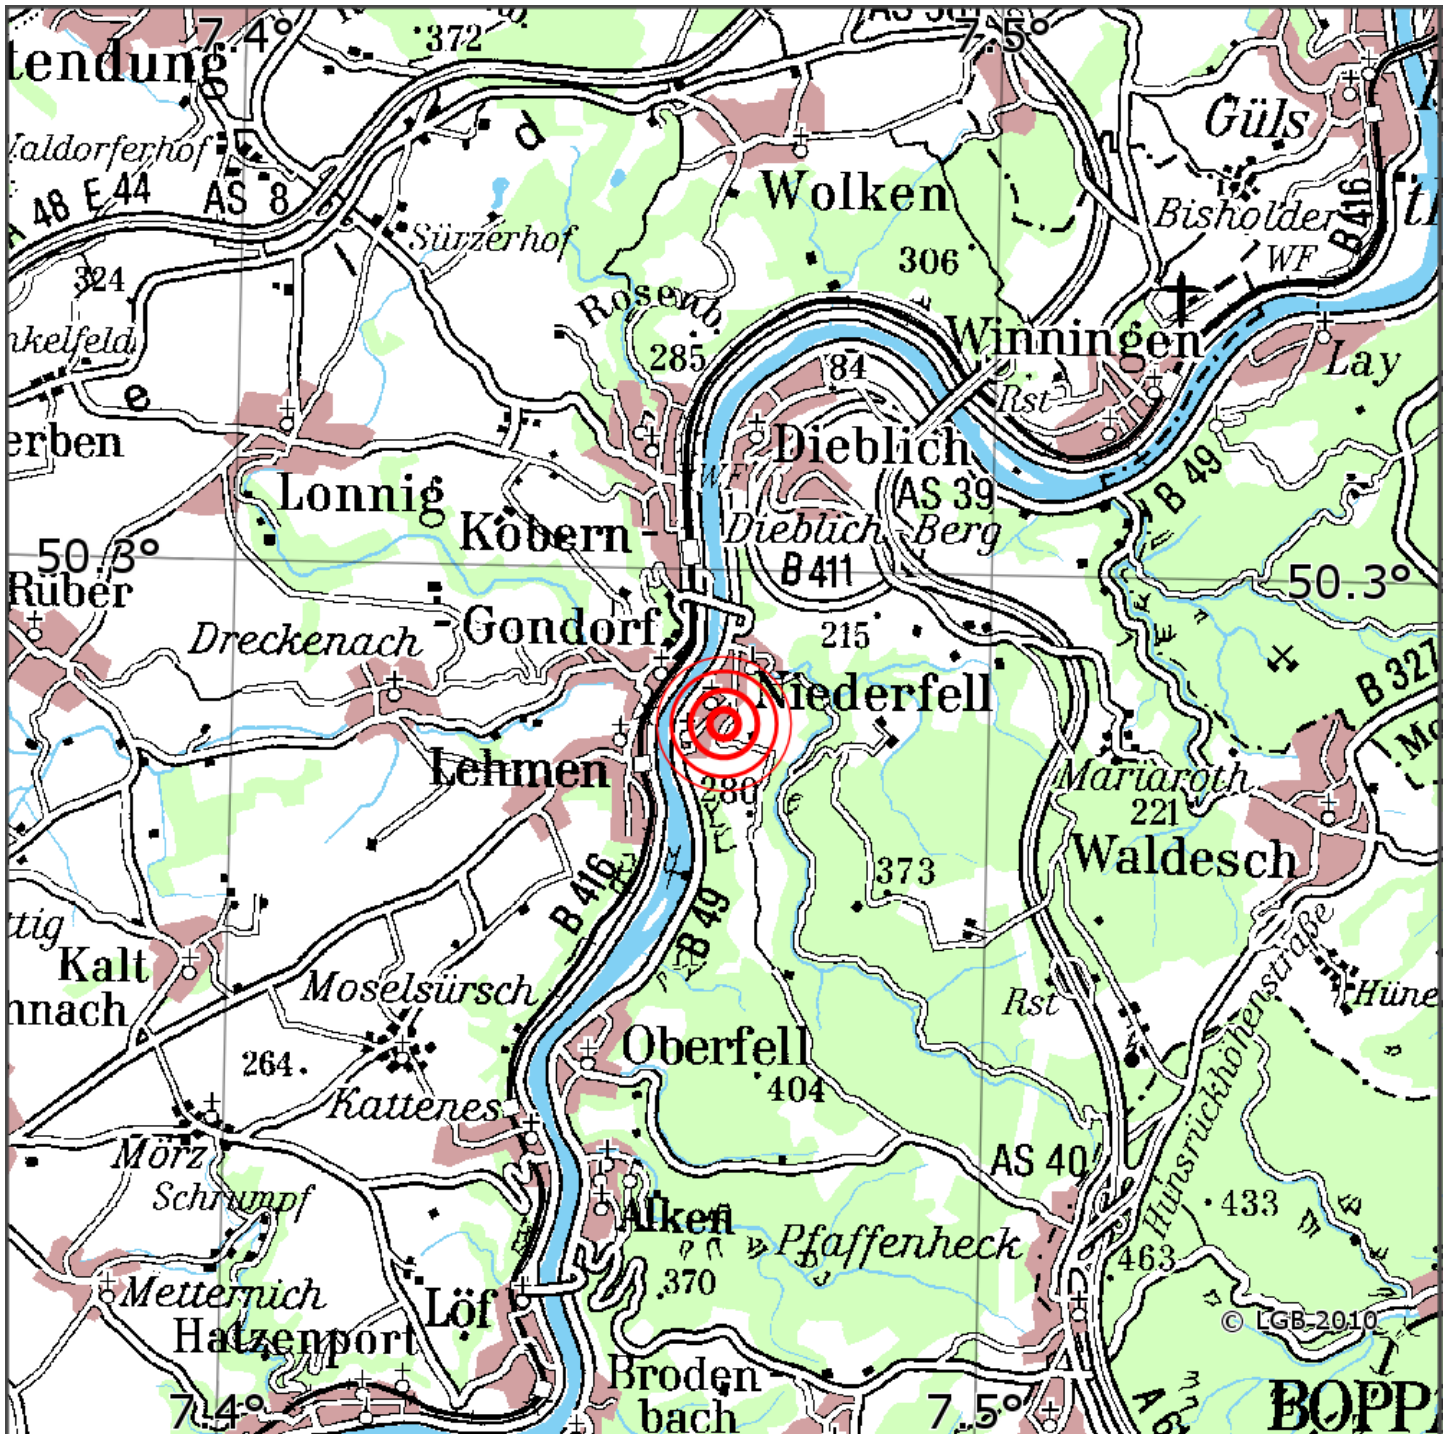 7.4°
372
AS 8
7.5°
tendung
Güls
d
A 48 E 44
Wolken
B 416
Bisholder
Sürzerhof
306
WF
324
Rosenb.
Winningen
nkelfeld
285
84
Lay
e
Rst
erben
Dieblich
B 49
Lonnig
AS 39
WF
Kobern-
Dieblich Berg
50.3°
B 411
50.3°
Rüber
Gondorf
Dreckenach
215
B 327
Niederfell
Lehmen
Mariaroth
280
221
Waldesch
373
B 416
B 49
ttig
Kalt
Moselsürsch
Rst
Hüne
nnach
Hunsrückhöhenstraße
Oberfell
264
404
Kattenes
Mörz
AS 40
Schrumpf
433
Alken
Pfaffenheck
463
370
Metternich
Löf
© LGB 2010
Hatzenport
Broden-
bach
7.4°
7.5°
A 6
BOPP